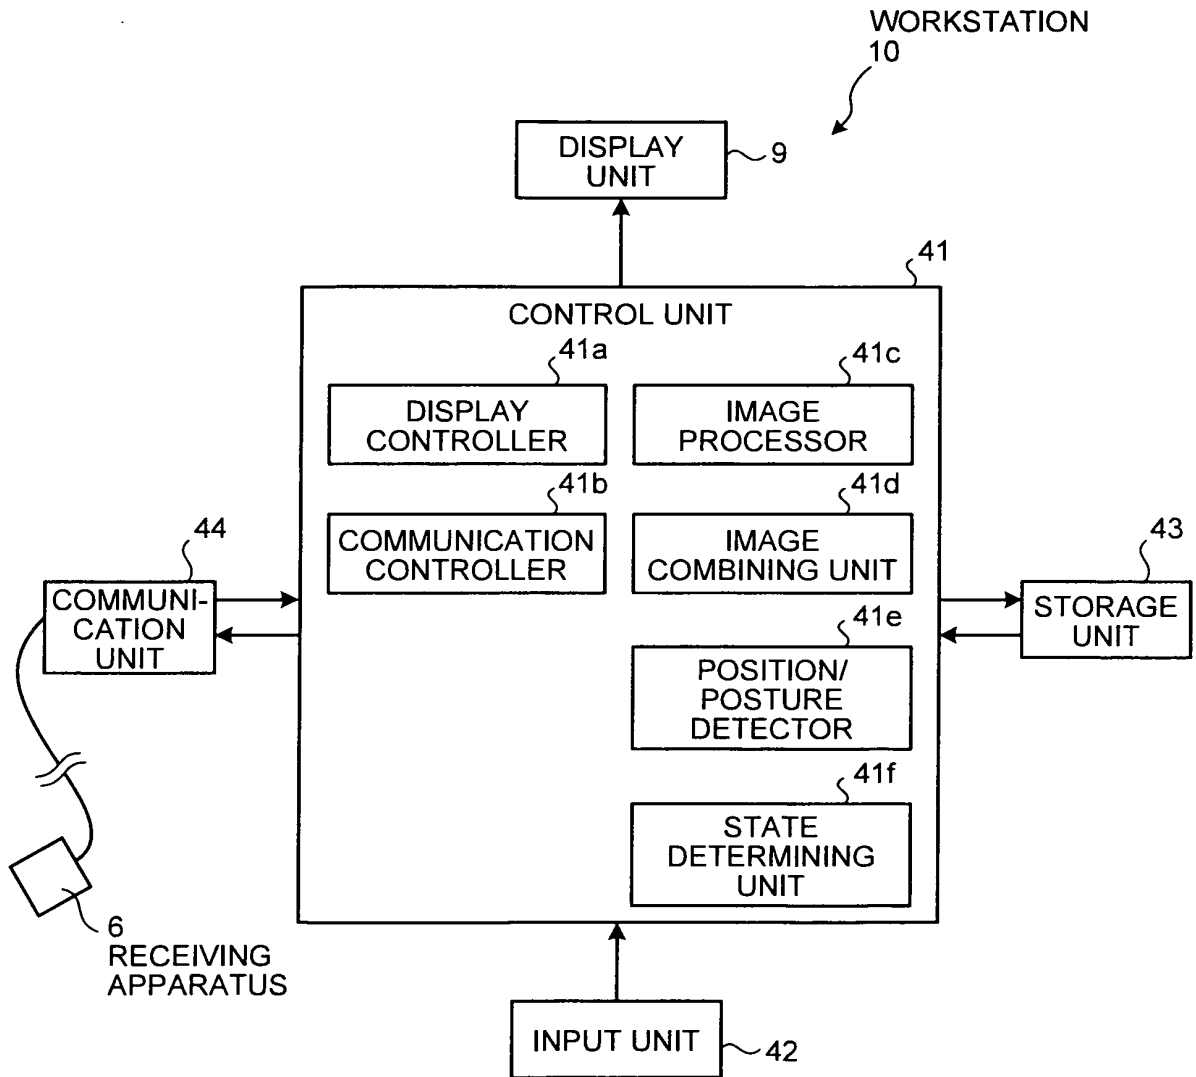 WORKSTATION
10
DISPLAY
UNIT
9
41
CONTROL UNIT
41a
DISPLAY
CONTROLLER
41c
IMAGE
PROCESSOR
41b
COMMUNICATION
CONTROLLER
41d
IMAGE
COMBINING UNIT
44
COMMUNI-
CATION
UNIT
43
STORAGE
UNIT
41e
POSITION/
POSTURE
DETECTOR
41f
STATE
DETERMINING
UNIT
6
RECEIVING
APPARATUS
INPUT UNIT
42